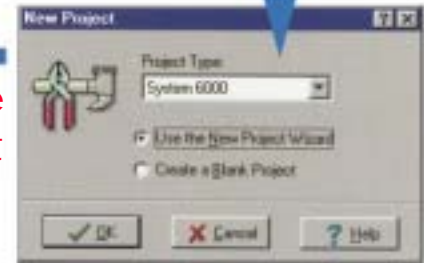 New Project
Project Type:
System 6000
Use the New Project Wizard
Create a Blank Project
OK
Cancel
Help